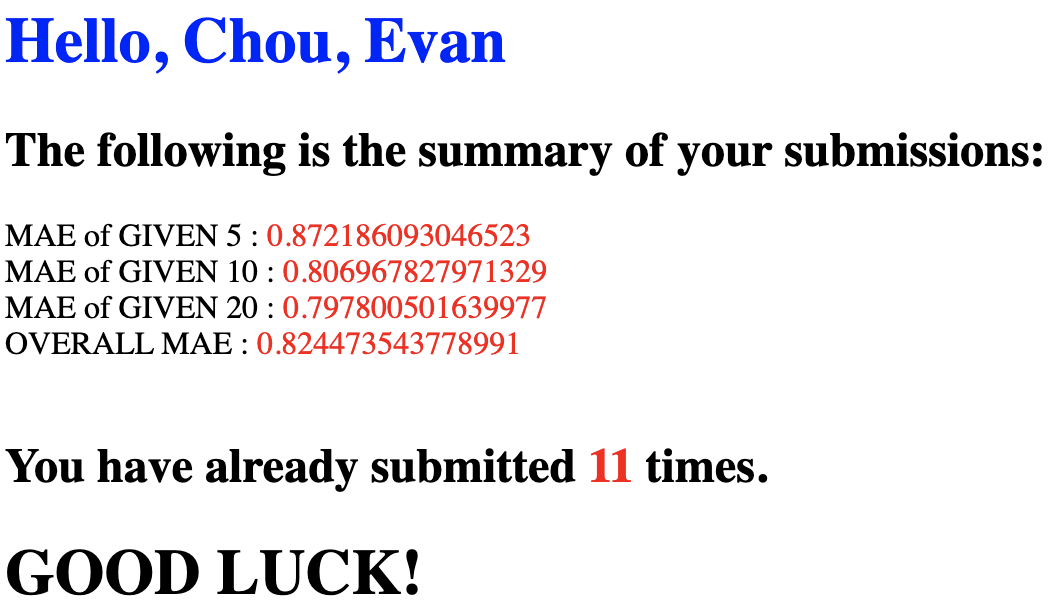 Hello, Chou, Evan
The following is the summary of your submissions:
MAE of GIVEN 5 : 0.872186093046523
MAE of GIVEN 10 : 0.806967827971329
MAE of GIVEN 20 : 0.797800501639977
OVERALL MAE : 0.824473543778991
You have already submitted 11 times.
GOOD LUCK!